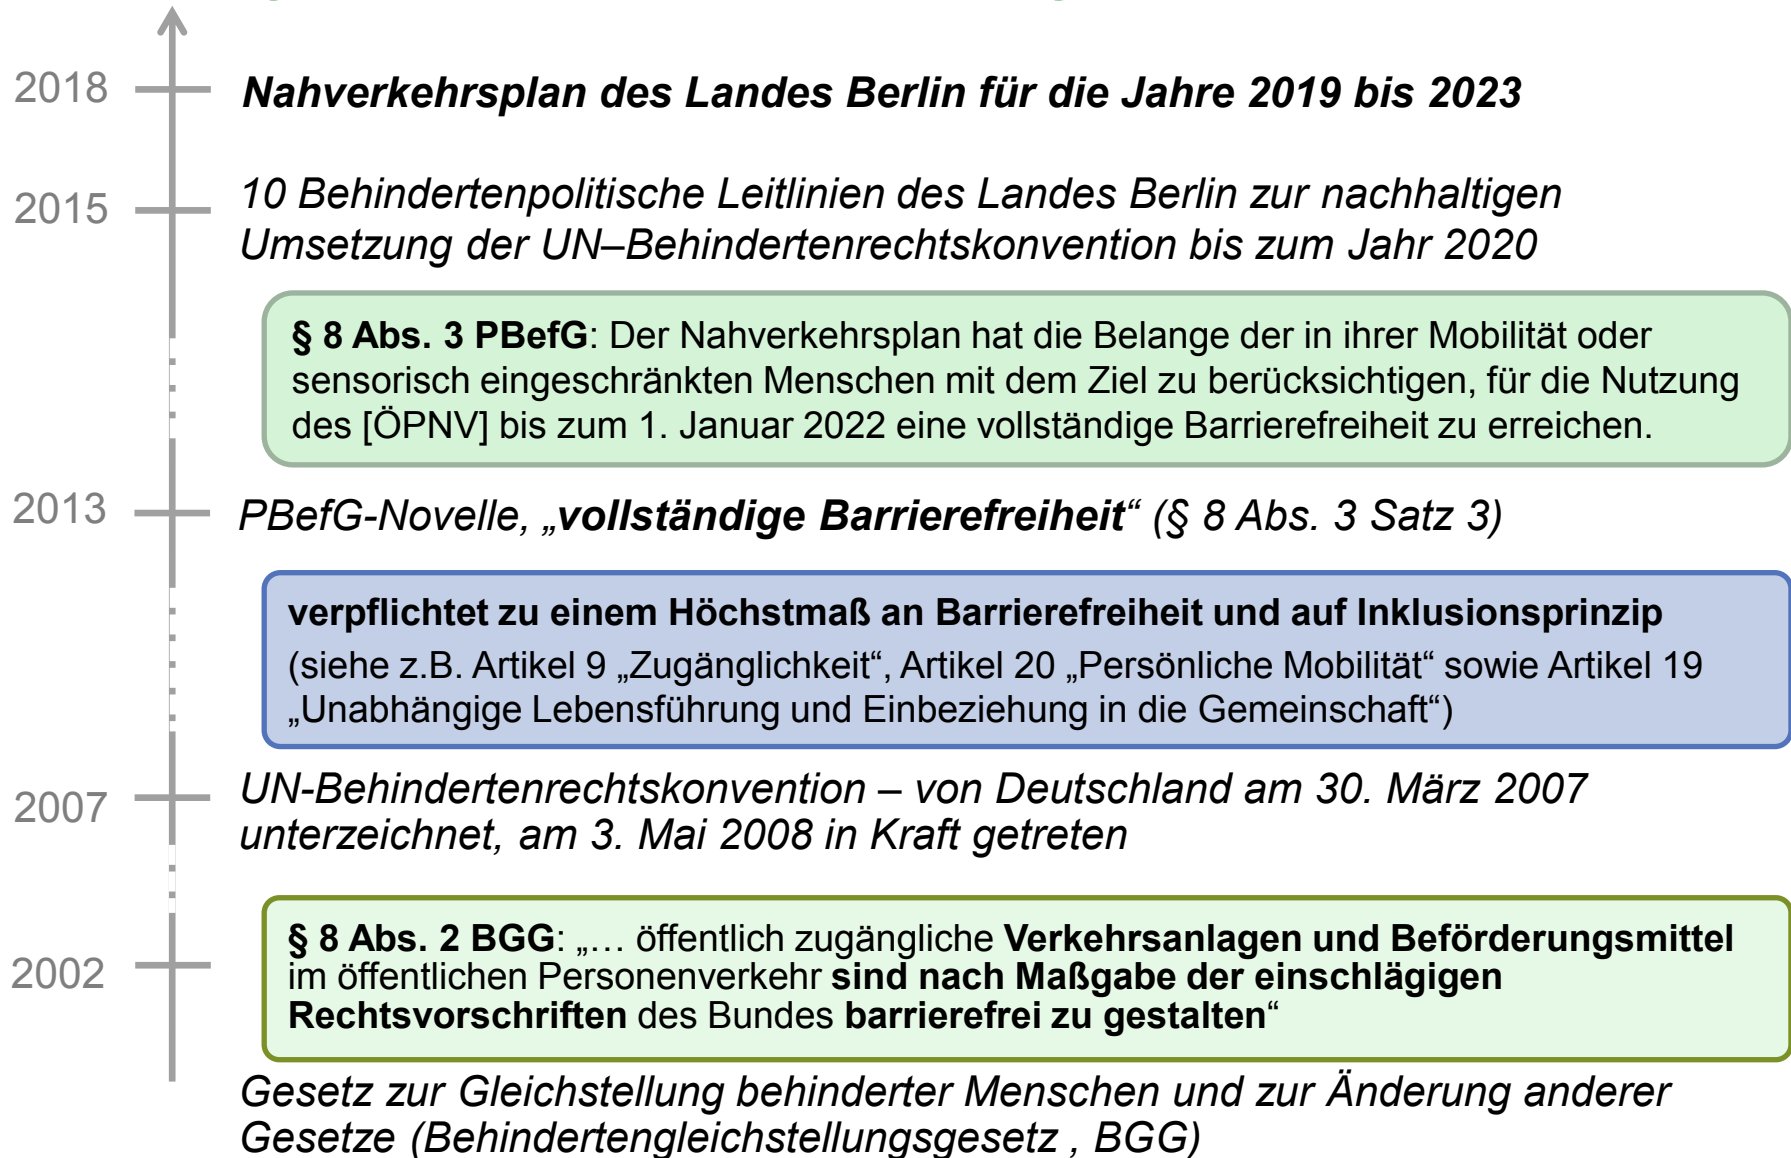 2018
Nahverkehrsplan des Landes Berlin für die Jahre 2019 bis 2023
2015
10 Behindertenpolitische Leitlinien des Landes Berlin zur nachhaltigen
Umsetzung der UN–Behindertenrechtskonvention bis zum Jahr 2020
§ 8 Abs. 3 PBefG: Der Nahverkehrsplan hat die Belange der in ihrer Mobilität oder
sensorisch eingeschränkten Menschen mit dem Ziel zu berücksichtigen, für die Nutzung
des [ÖPNV] bis zum 1. Januar 2022 eine vollständige Barrierefreiheit zu erreichen.
2013
PBefG-Novelle, „vollständige Barrierefreiheit“ (§ 8 Abs. 3 Satz 3)
verpflichtet zu einem Höchstmaß an Barrierefreiheit und auf Inklusionsprinzip
(siehe z.B. Artikel 9 „Zugänglichkeit“, Artikel 20 „Persönliche Mobilität“ sowie Artikel 19
„Unabhängige Lebensführung und Einbeziehung in die Gemeinschaft“)
2007
UN-Behindertenrechtskonvention – von Deutschland am 30. März 2007
unterzeichnet, am 3. Mai 2008 in Kraft getreten
§ 8 Abs. 2 BGG: „… öffentlich zugängliche Verkehrsanlagen und Beförderungsmittel
im öffentlichen Personenverkehr sind nach Maßgabe der einschlägigen
Rechtsvorschriften des Bundes barrierefrei zu gestalten“
2002
Gesetz zur Gleichstellung behinderter Menschen und zur Änderung anderer
Gesetze (Behindertengleichstellungsgesetz , BGG)